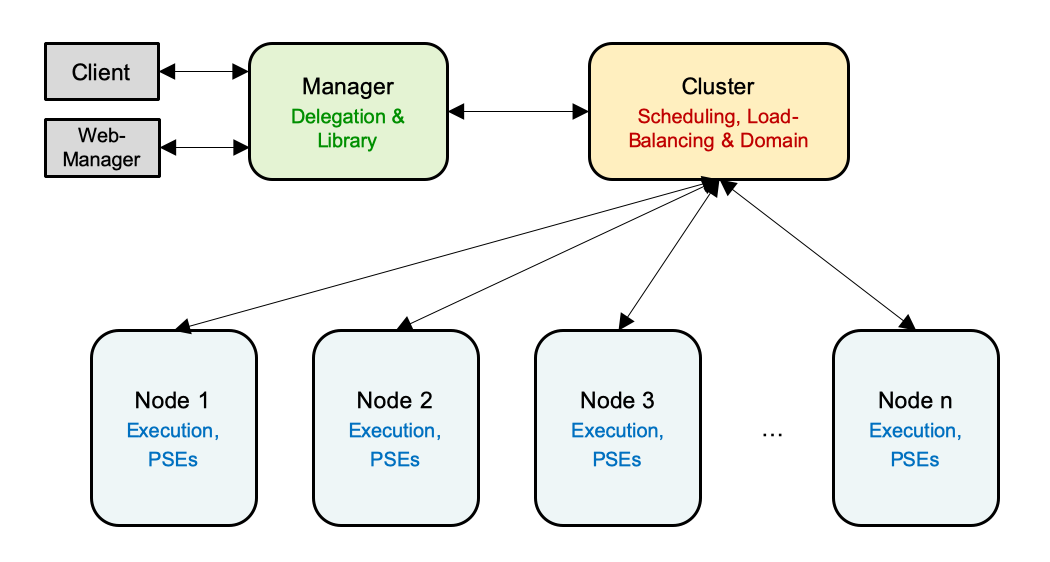 Client
Web-
Manager
Manager
Delegation &
Library
Cluster
Scheduling, Load-
Balancing & Domain
Node 1
Execution,
PSEs
Node 2
Execution,
PSEs
Node 3
Execution,
PSEs
...
Node n
Execution,
PSEs